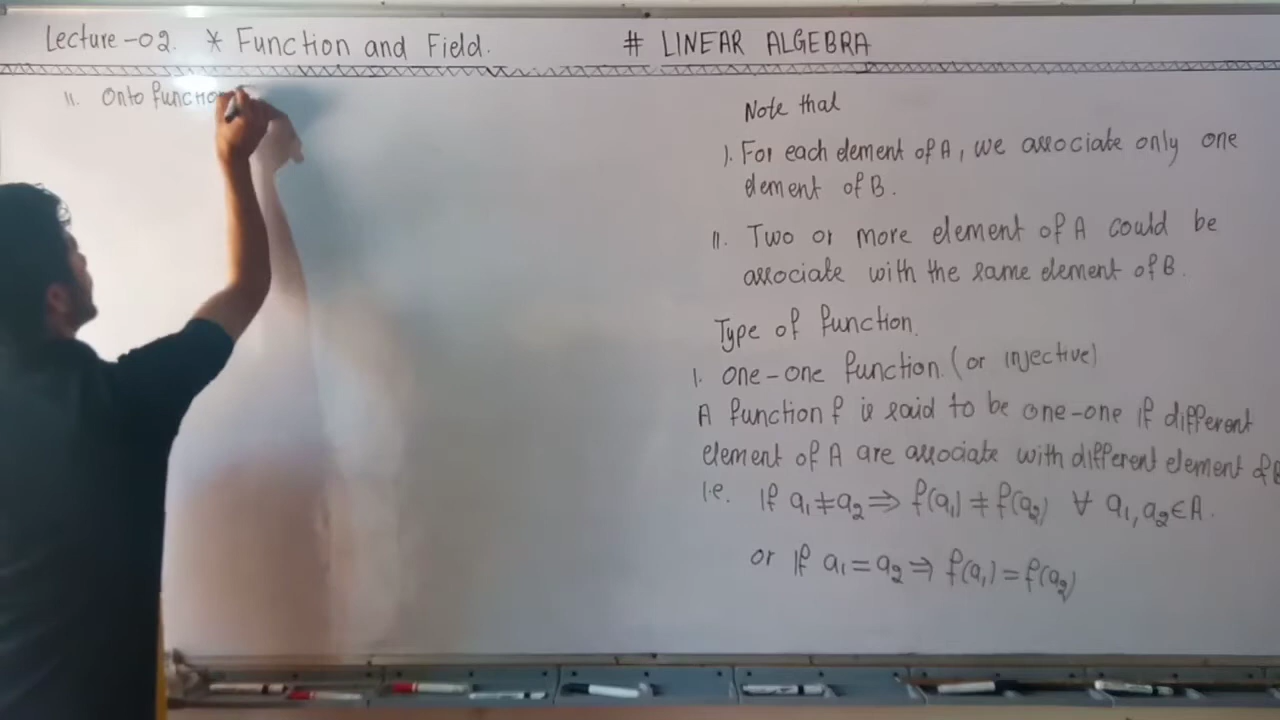 Lecture-02. * Function and Field. # LINEAR ALGEBRA
II. Onto functio
Note that
I. For each element of A, we associate only one
element of B.
II. Two or more element of A could be
associate with the same element of B.
Type of function.
I. One-one function. (or injective)
A function f is said to be one-one if different
element of A are associate with different element of B
I.e. If a₁≠a₂ ⇒ f(a₁) ≠ f(a₂) ∀ a₁, a₂ ∈ A.
or If a₁ = a₂ ⇒ f(a₁) = f(a₂)